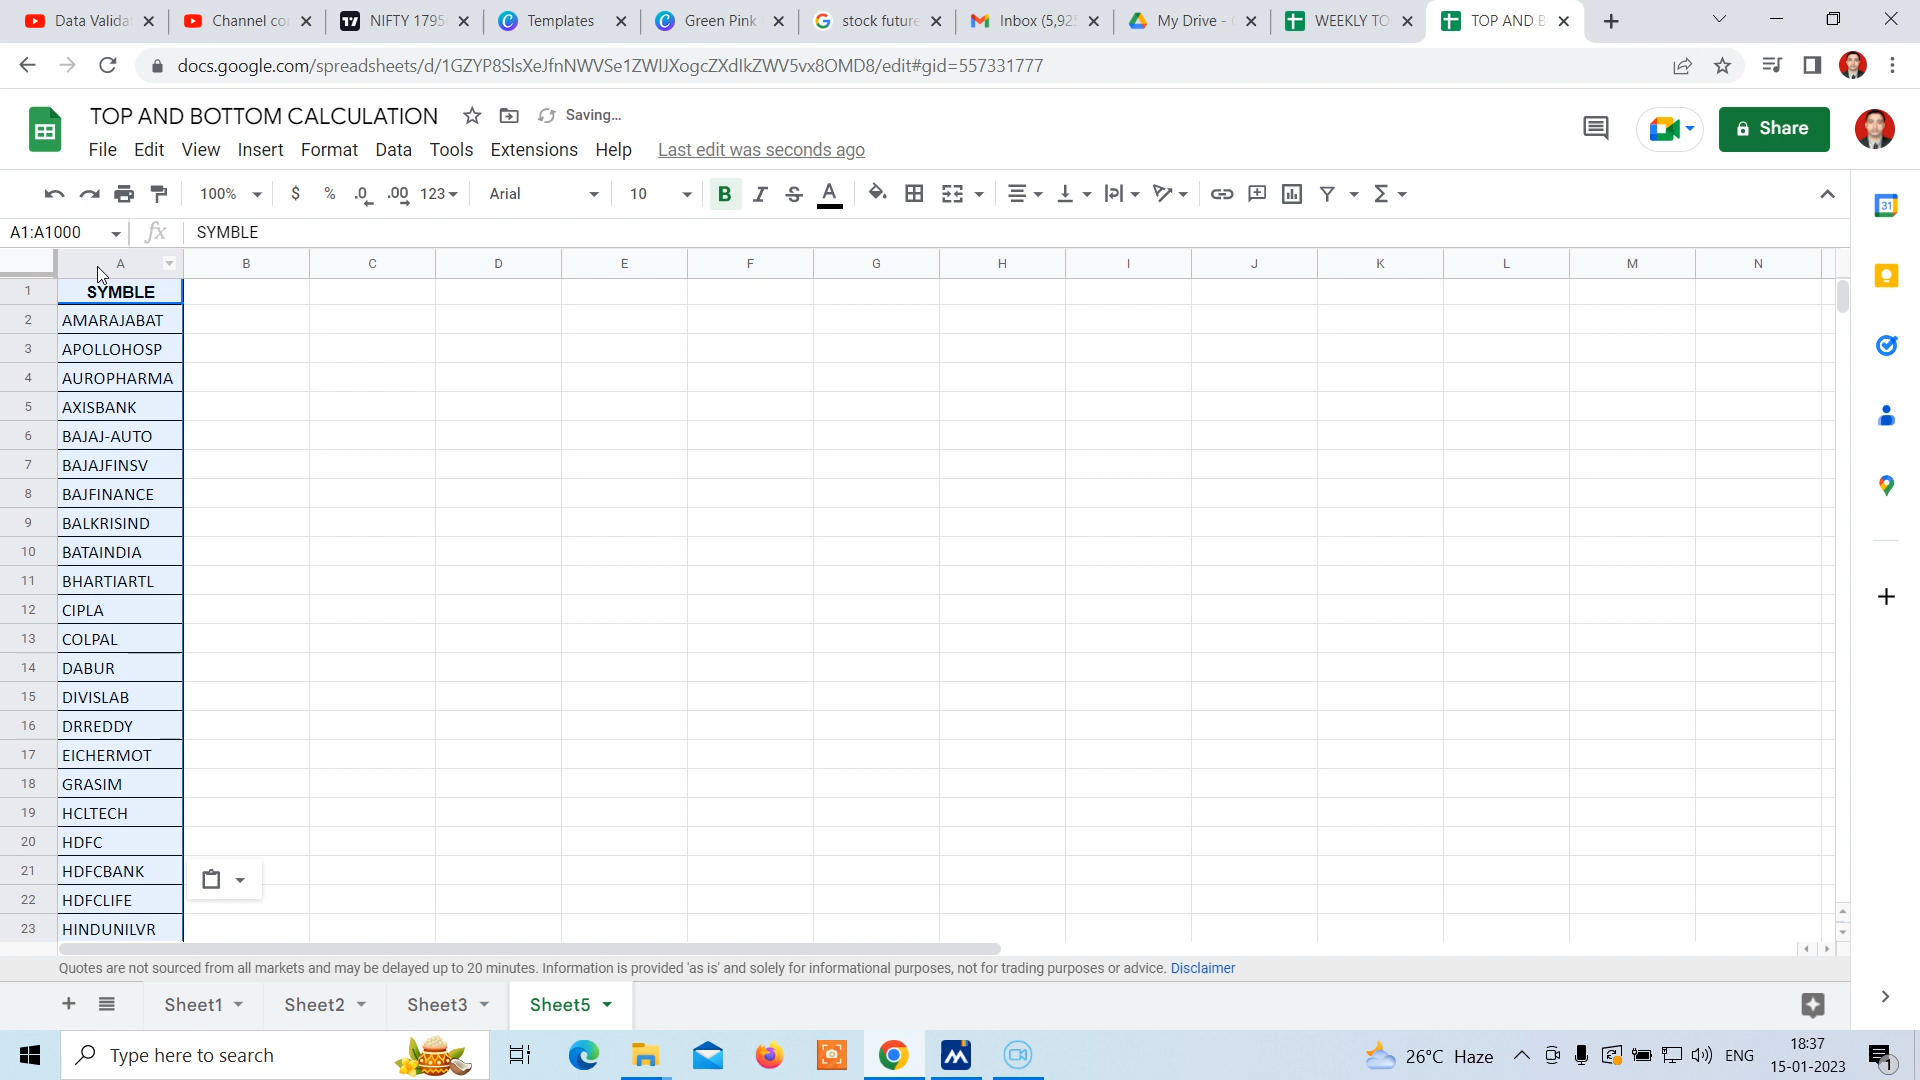 Data Valida
Channel co
NIFTY 1795
Templates
Green Pink
stock future
Inbox (5,92
My Drive -
WEEKLY TO
TOP AND B
docs.google.com/spreadsheets/d/1GZYP8SlsXeJfnNWVSe1ZWIJXogcZXdlkZWV5vx8OMD8/edit#gid=557331777
TOP AND BOTTOM CALCULATION
Saving...
File Edit View Insert Format Data Tools Extensions Help Last edit was seconds ago
Share
100% $ % .0 .00 123 Arial 10 B I S A
A1:A1000 fx SYMBLE
A B C D E F G H I J K L M N
1 SYMBLE
2 AMARAJABAT
3 APOLLOHOSP
4 AUROPHARMA
5 AXISBANK
6 BAJAJ-AUTO
7 BAJAJFINSV
8 BAJFINANCE
9 BALKRISIND
10 BATAINDIA
11 BHARTIARTL
12 CIPLA
13 COLPAL
14 DABUR
15 DIVISLAB
16 DRREDDY
17 EICHERMOT
18 GRASIM
19 HCLTECH
20 HDFC
21 HDFCBANK
22 HDFCLIFE
23 HINDUNILVR
Quotes are not sourced from all markets and may be delayed up to 20 minutes. Information is provided 'as is' and solely for informational purposes, not for trading purposes or advice. Disclaimer
Sheet1 Sheet2 Sheet3 Sheet5
Type here to search
26°C Haze
ENG
18:37
15-01-2023
1
31